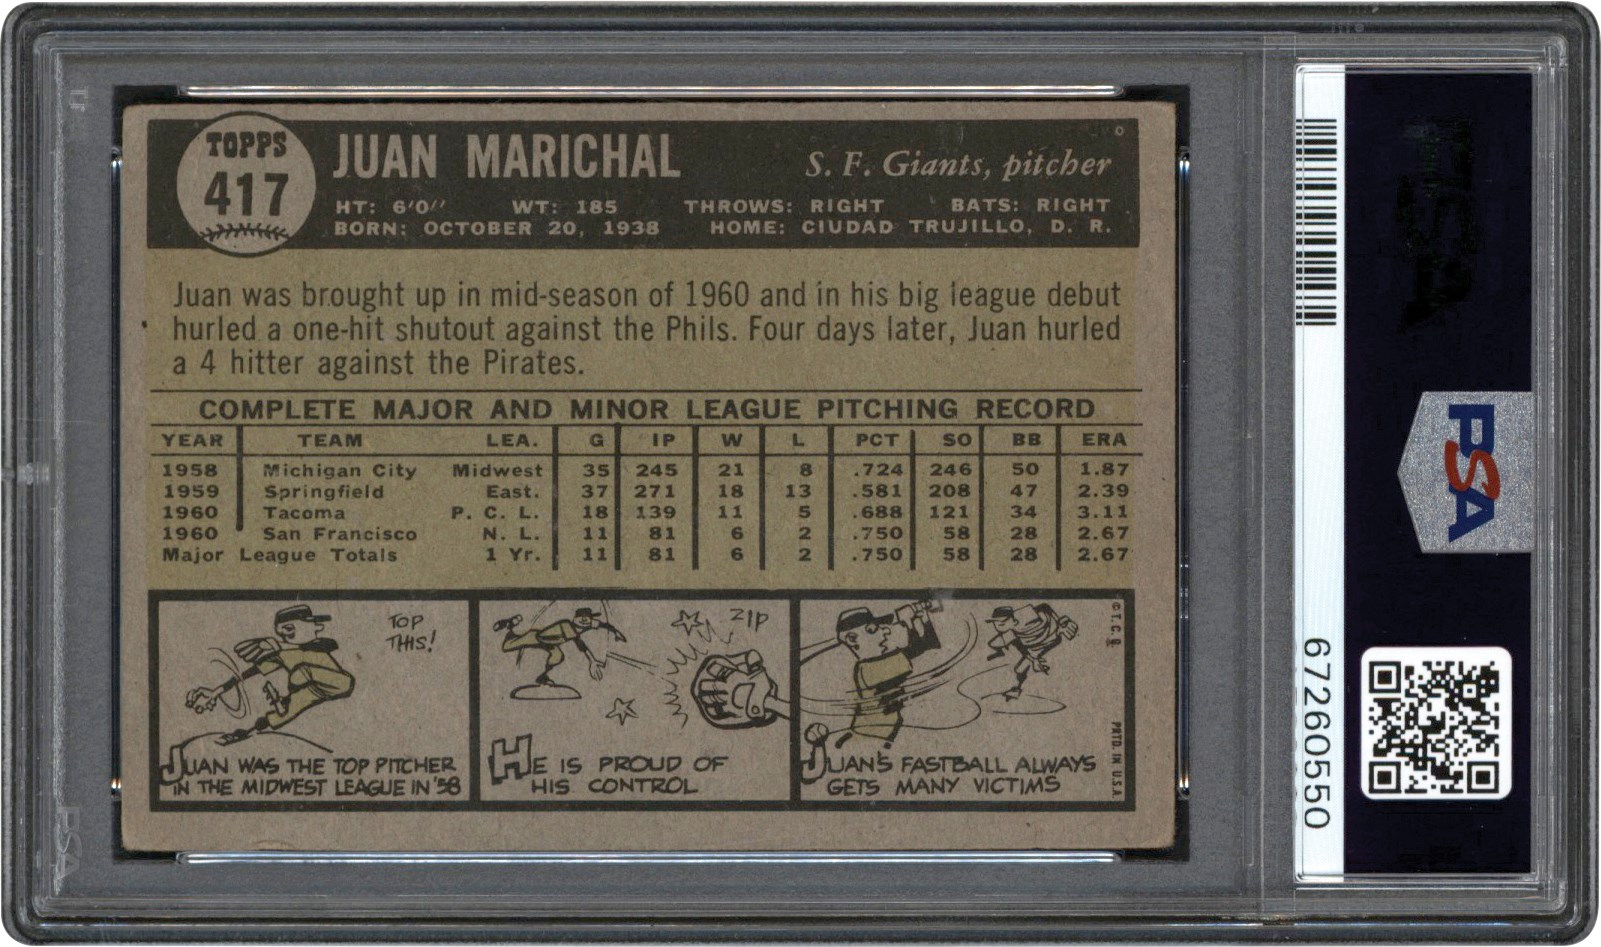 TOPPS
417
JUAN MARICHAL
S. F. Giants, pitcher
HT: 6'0" WT: 185 THROWS: RIGHT BATS: RIGHT
BORN: OCTOBER 20, 1938 HOME: CIUDAD TRUJILLO, D. R.
Juan was brought up in mid-season of 1960 and in his big league debut
hurled a one-hit shutout against the Phils. Four days later, Juan hurled
a 4 hitter against the Pirates.
COMPLETE MAJOR AND MINOR LEAGUE PITCHING RECORD
YEAR TEAM LEA. G IP W L PCT SO BB ERA
1958 Michigan City Midwest 35 245 21 8 .724 246 50 1.87
1959 Springfield East. 37 271 18 13 .581 208 47 2.39
1960 Tacoma P. C. L. 18 139 11 5 .688 121 34 3.11
1960 San Francisco N. L. 11 81 6 2 .750 58 28 2.67
Major League Totals 1 Yr. 11 81 6 2 .750 58 28 2.67
TOP
THIS!
JUAN WAS THE TOP PITCHER
IN THE MIDWEST LEAGUE IN '58
ZIP
HE IS PROUD OF
HIS CONTROL
JUAN'S FASTBALL ALWAYS
GETS MANY VICTIMS
© T. C. G.
PRTD. IN U.S.A.
PSA
67260550
PSA
PSA